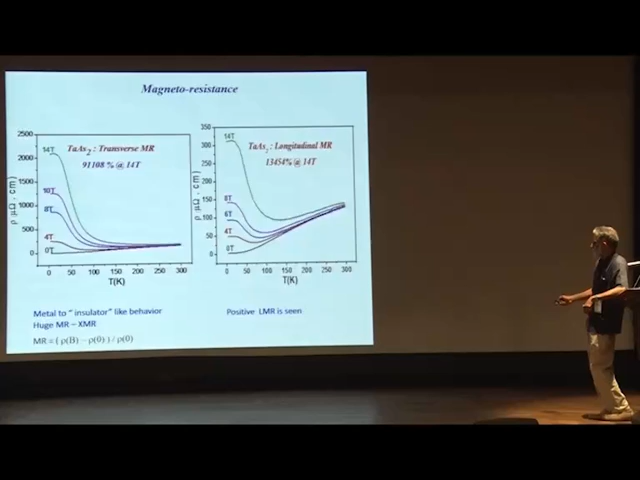 Magneto-resistance
TaAs2 : Transverse MR
91108 % @ 14T
14T
10T
8T
4T
0T
2500
2000
1500
1000
500
0
ρ (μΩ . cm)
0 50 100 150 200 250 300
T(K)
TaAs2 : Longitudinal MR
13454% @ 14T
14T
8T
6T
4T
0T
350
300
250
200
150
100
50
0
ρ (μΩ . cm)
0 50 100 150 200 250 300
T(K)
Metal to " insulator" like behavior
Huge MR – XMR
MR = ( ρ(B) – ρ(0) ) / ρ(0)
Positive LMR is seen